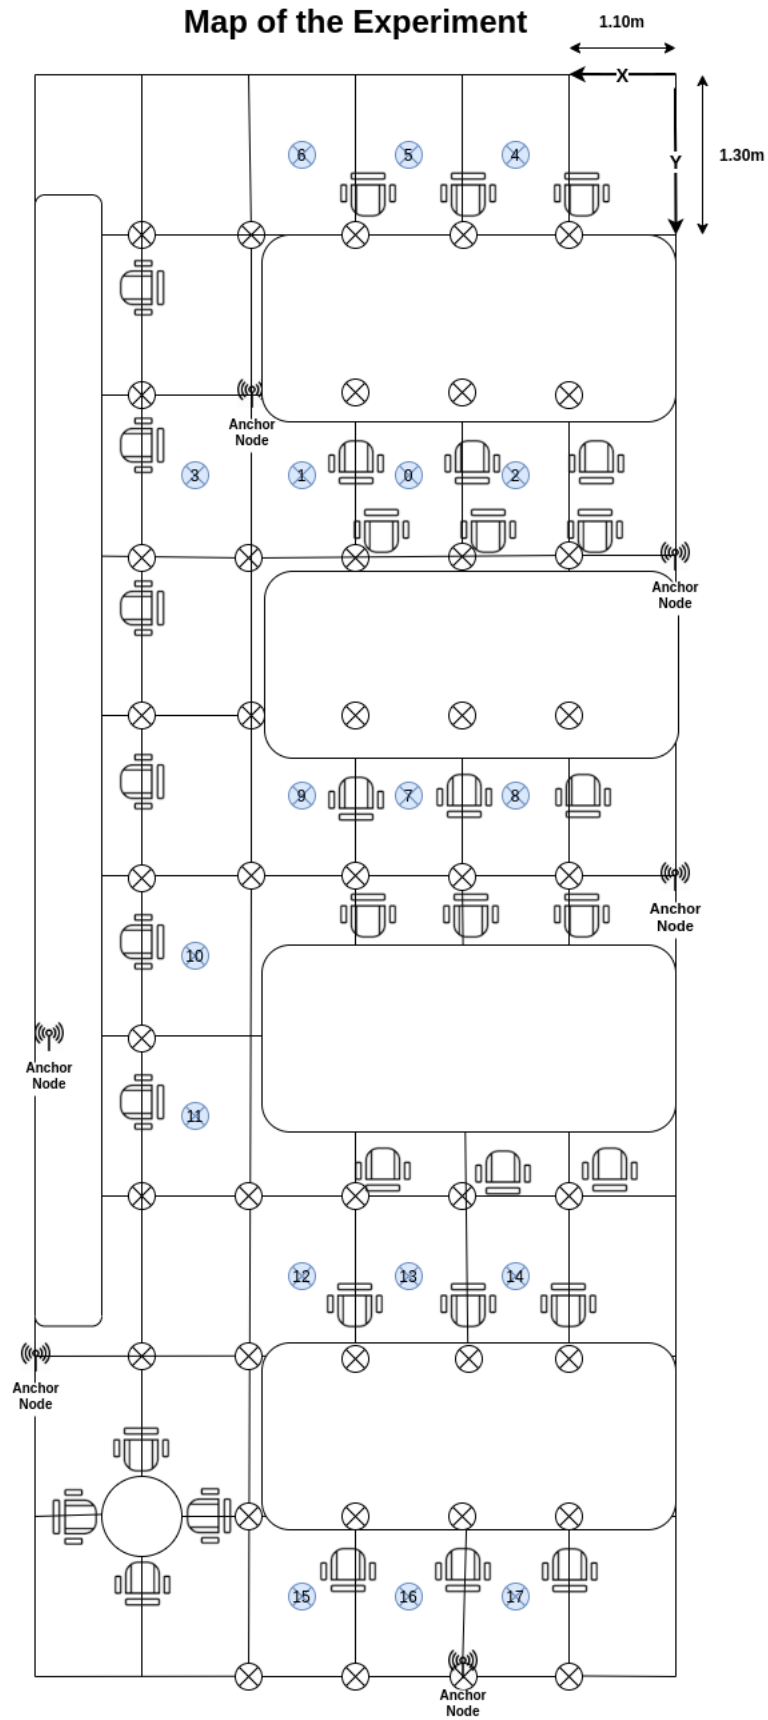 Map of the Experiment
1.10m
X
Y
1.30m
6
5
4
Anchor
Node
3
1
0
2
Anchor
Node
9
7
8
Anchor
Node
10
Anchor
Node
11
12
13
14
Anchor
Node
15
16
17
Anchor
Node